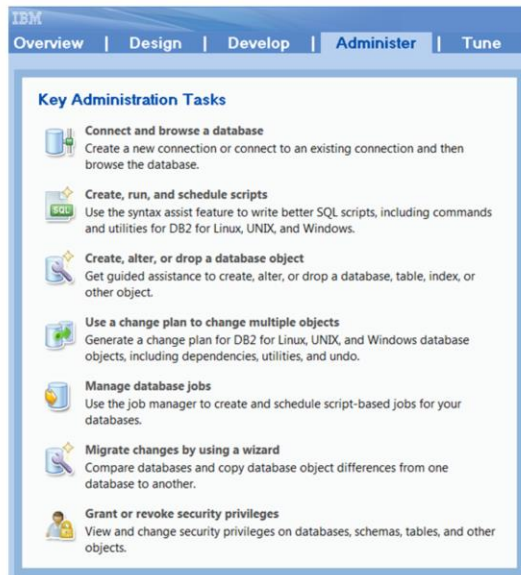 IBM
Overview | Design | Develop | Administer | Tune
Key Administration Tasks
Connect and browse a database
Create a new connection or connect to an existing connection and then
browse the database.
Create, run, and schedule scripts
SQL
Use the syntax assist feature to write better SQL scripts, including commands
and utilities for DB2 for Linux, UNIX, and Windows.
Create, alter, or drop a database object
Get guided assistance to create, alter, or drop a database, table, index, or
other object.
Use a change plan to change multiple objects
Generate a change plan for DB2 for Linux, UNIX, and Windows database
objects, including dependencies, utilities, and undo.
Manage database jobs
Use the job manager to create and schedule script-based jobs for your
databases.
Migrate changes by using a wizard
Compare databases and copy database object differences from one
database to another.
Grant or revoke security privileges
View and change security privileges on databases, schemas, tables, and other
objects.